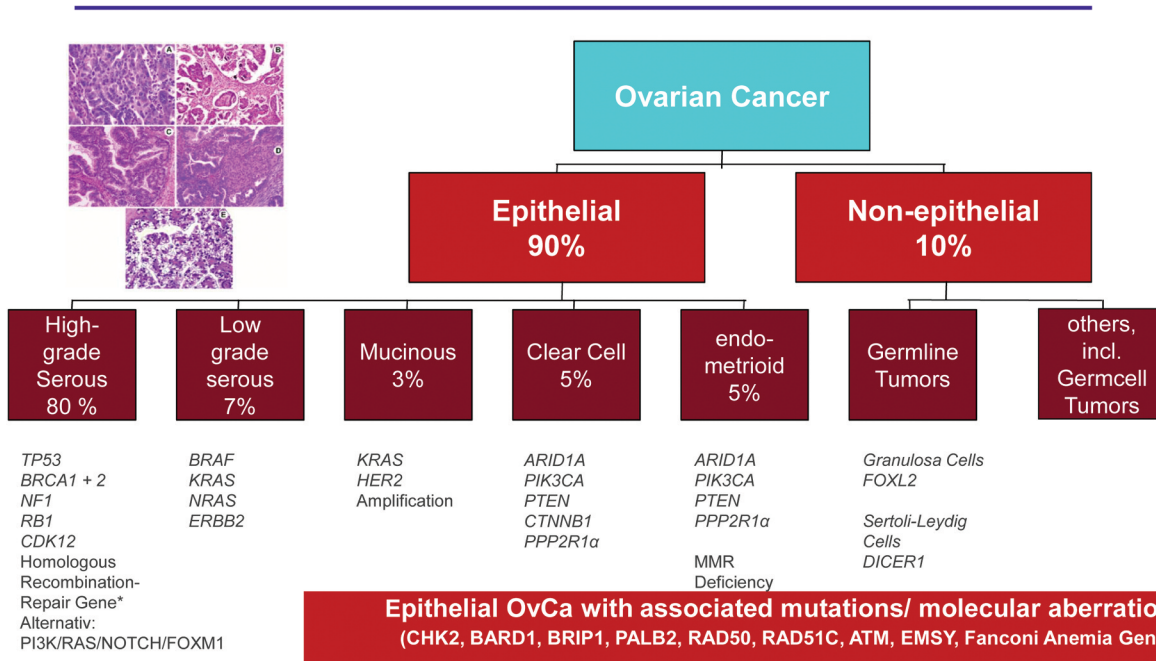 A
B
C
D
E
Ovarian Cancer
Epithelial
90%
Non-epithelial
10%
High-
grade
Serous
80 %
Low
grade
serous
7%
Mucinous
3%
Clear Cell
5%
endo-
metrioid
5%
Germline
Tumors
others,
incl.
Germcell
Tumors
TP53
BRCA1 + 2
NF1
RB1
CDK12
Homologous
Recombination-
Repair Gene*
Alternativ:
PI3K/RAS/NOTCH/FOXM1
BRAF
KRAS
NRAS
ERBB2
KRAS
HER2
Amplification
ARID1A
PIK3CA
PTEN
CTNNB1
PPP2R1α
ARID1A
PIK3CA
PTEN
PPP2R1α
MMR
Deficiency
Granulosa Cells
FOXL2
Sertoli-Leydig
Cells
DICER1
Epithelial OvCa with associated mutations/ molecular aberratio
(CHK2, BARD1, BRIP1, PALB2, RAD50, RAD51C, ATM, EMSY, Fanconi Anemia Gen